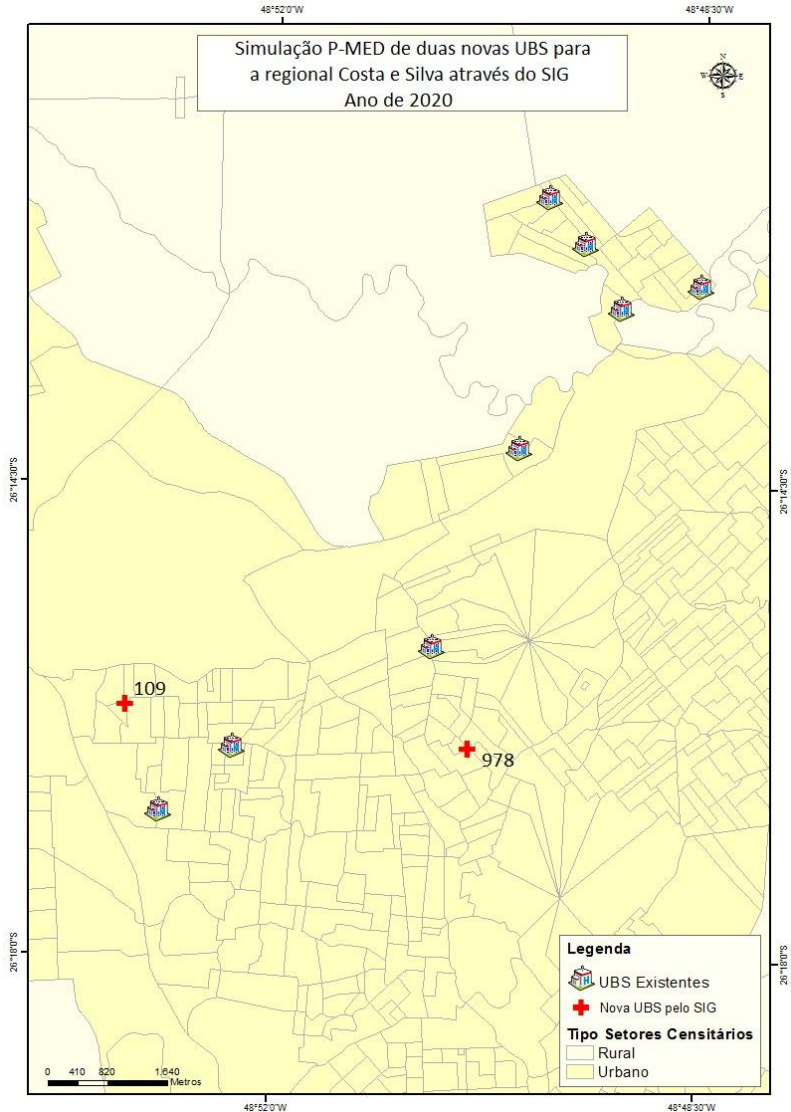 48°52'0"W
48°48'30"W
Simulação P-MED de duas novas UBS para
a regional Costa e Silva através do SIG
Ano de 2020
N
W
E
S
26°14'30"S
26°14'30"S
109
978
26°18'0"S
26°18'0"S
Legenda
UBS Existentes
Nova UBS pelo SIG
Tipo Setores Censitários
Rural
Urbano
0 410 820 1.640
Metros
48°52'0"W
48°48'30"W